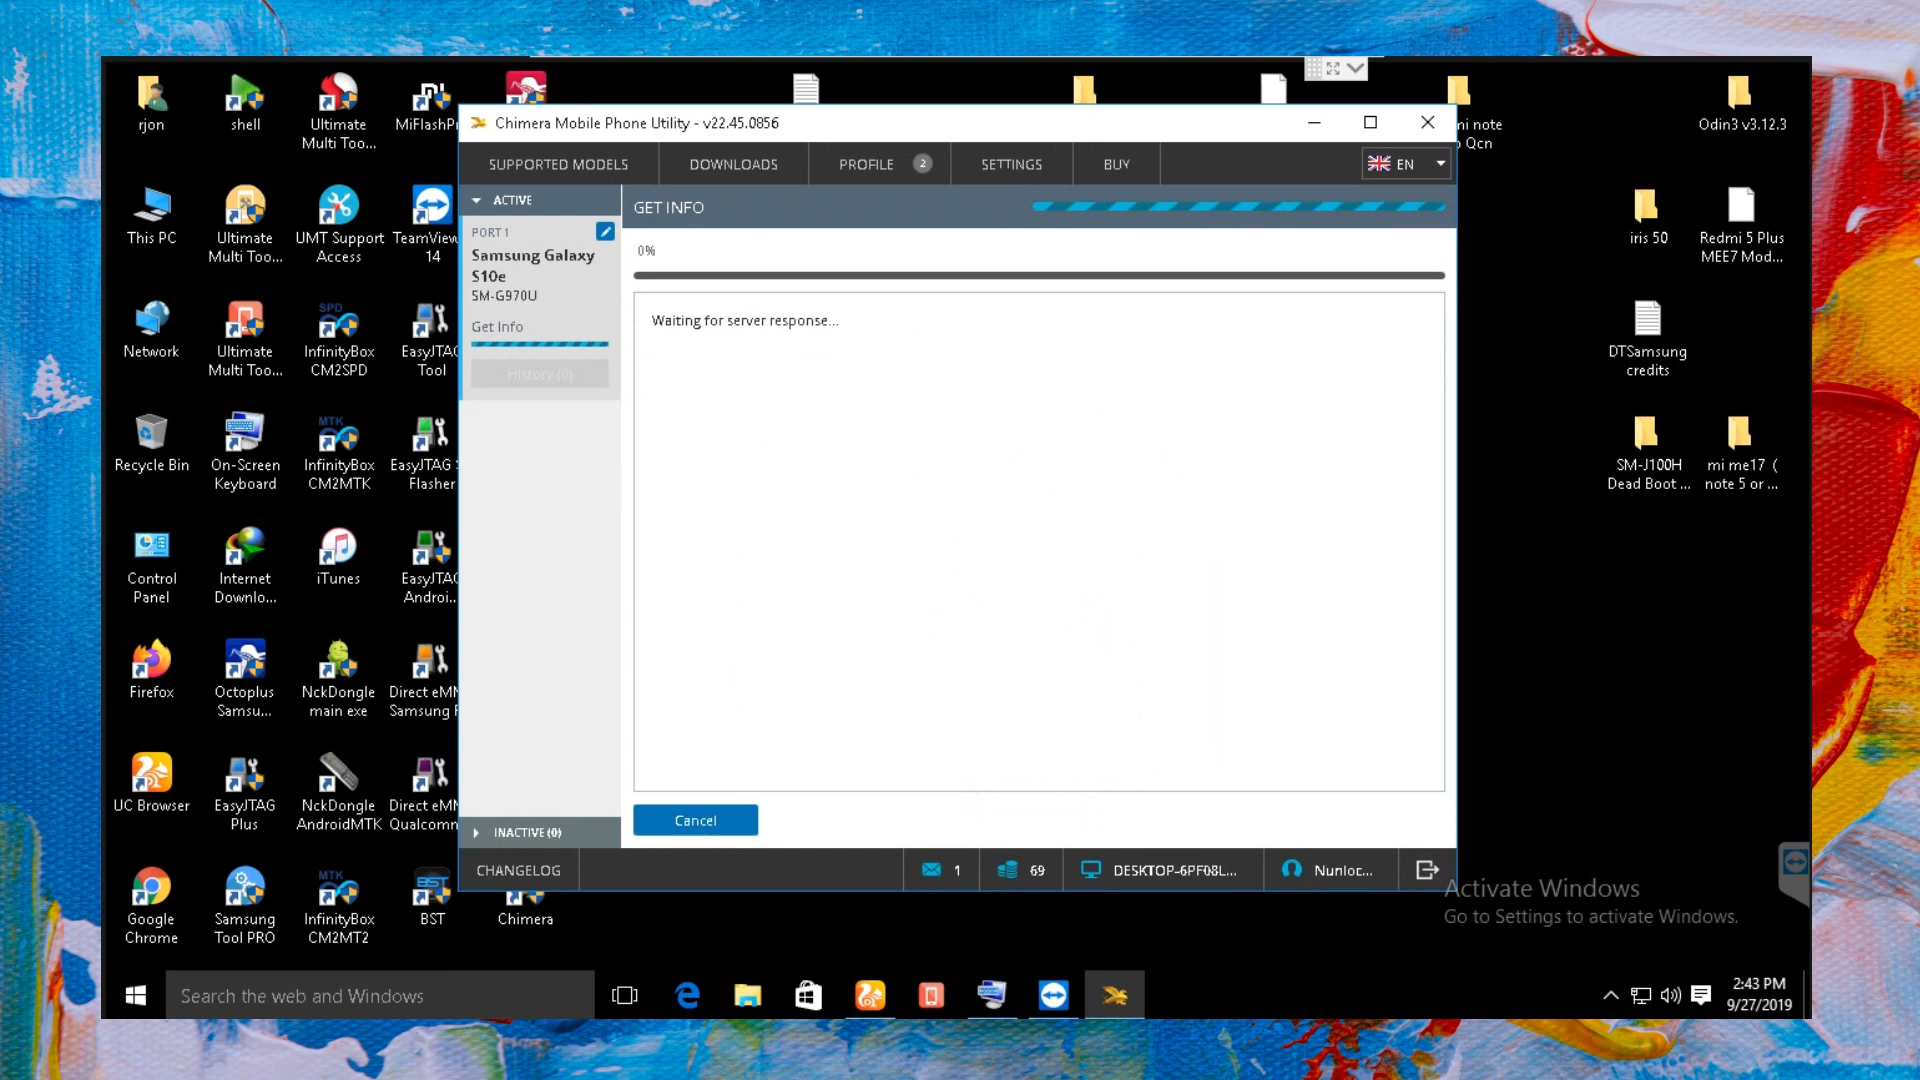 rjon
shell
Ultimate
Multi Too...
MiFlashPr
mi note
o Qcn
Odin3 v3.12.3
Chimera Mobile Phone Utility - v22.45.0856
SUPPORTED MODELS
DOWNLOADS
PROFILE
2
SETTINGS
BUY
EN
ACTIVE
GET INFO
PORT 1
Samsung Galaxy
S10e
SM-G970U
Get Info
History (0)
0%
Waiting for server response...
Cancel
INACTIVE (0)
CHANGELOG
1
69
DESKTOP-6PF08L...
Nunloc...
This PC
Ultimate
Multi Too...
UMT Support
Access
TeamView
14
iris 50
Redmi 5 Plus
MEE7 Mod...
Network
Ultimate
Multi Too...
SPD
InfinityBox
CM2SPD
EasyJTAG
Tool
DTSamsung
credits
Recycle Bin
On-Screen
Keyboard
MTK
InfinityBox
CM2MTK
EasyJTAG
Flasher
SM-J100H
Dead Boot ...
mi me17 (
note 5 or ...
Control
Panel
Internet
Downlo...
iTunes
EasyJTAG
Androi...
Firefox
Octoplus
Samsu...
NckDongle
main exe
Direct eMM
Samsung
UC Browser
EasyJTAG
Plus
NckDongle
AndroidMTK
Direct eMM
Qualcomm
Google
Chrome
Samsung
Tool PRO
MTK
InfinityBox
CM2MT2
BST
BST
Chimera
Activate Windows
Go to Settings to activate Windows.
Search the web and Windows
2:43 PM
9/27/2019